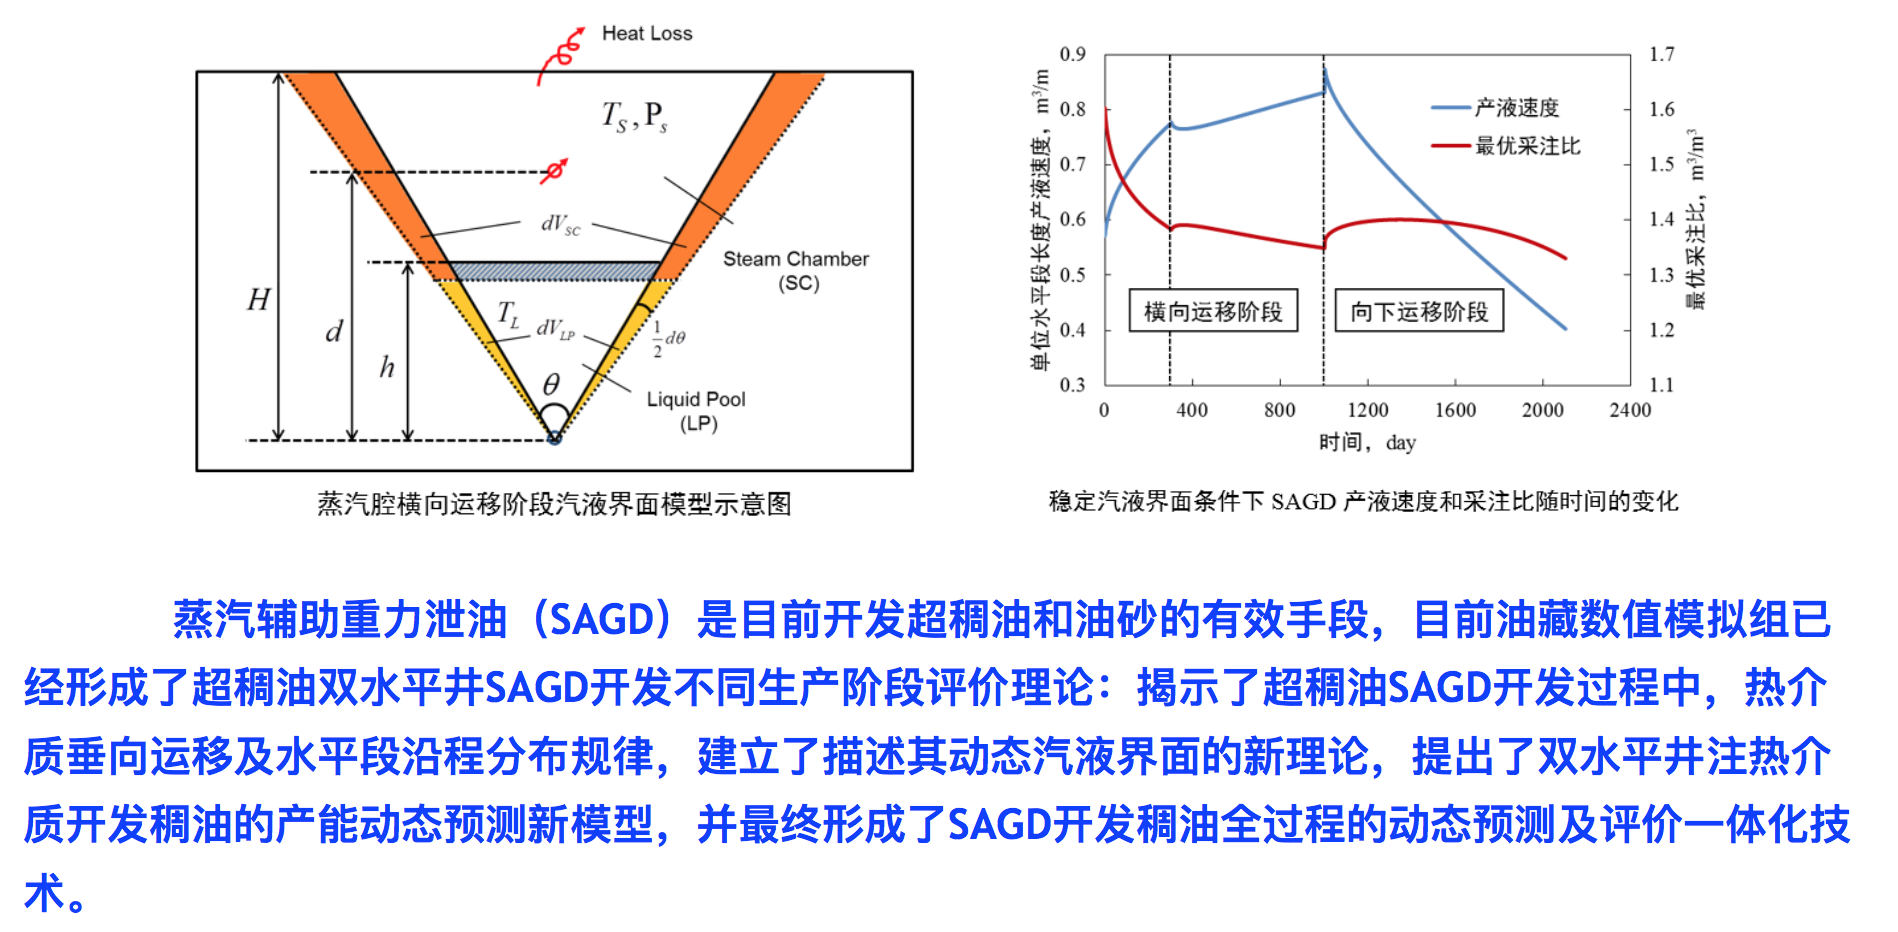 Heat Loss
T_S, P_s
dV_SC
Steam Chamber
(SC)
H
d
h
T_L
dV_LP
1/2 dθ
θ
Liquid Pool
(LP)
蒸汽腔横向运移阶段汽液界面模型示意图
单位水平段长度产液速度，m³/m
0.9
0.8
0.7
0.6
0.5
0.4
0.3
产液速度
最优采注比
横向运移阶段
向下运移阶段
1.7
1.6
1.5
1.4
1.3
1.2
1.1
最优采注比，m³/m³
0 400 800 1200 1600 2000 2400
时间，day
稳定汽液界面条件下 SAGD 产液速度和采注比随时间的变化
蒸汽辅助重力泄油（SAGD）是目前开发超稠油和油砂的有效手段，目前油藏数值模拟组已
经形成了超稠油双水平井SAGD开发不同生产阶段评价理论：揭示了超稠油SAGD开发过程中，热介
质垂向运移及水平段沿程分布规律，建立了描述其动态汽液界面的新理论，提出了双水平井注热介
质开发稠油的产能动态预测新模型，并最终形成了SAGD开发稠油全过程的动态预测及评价一体化技
术。